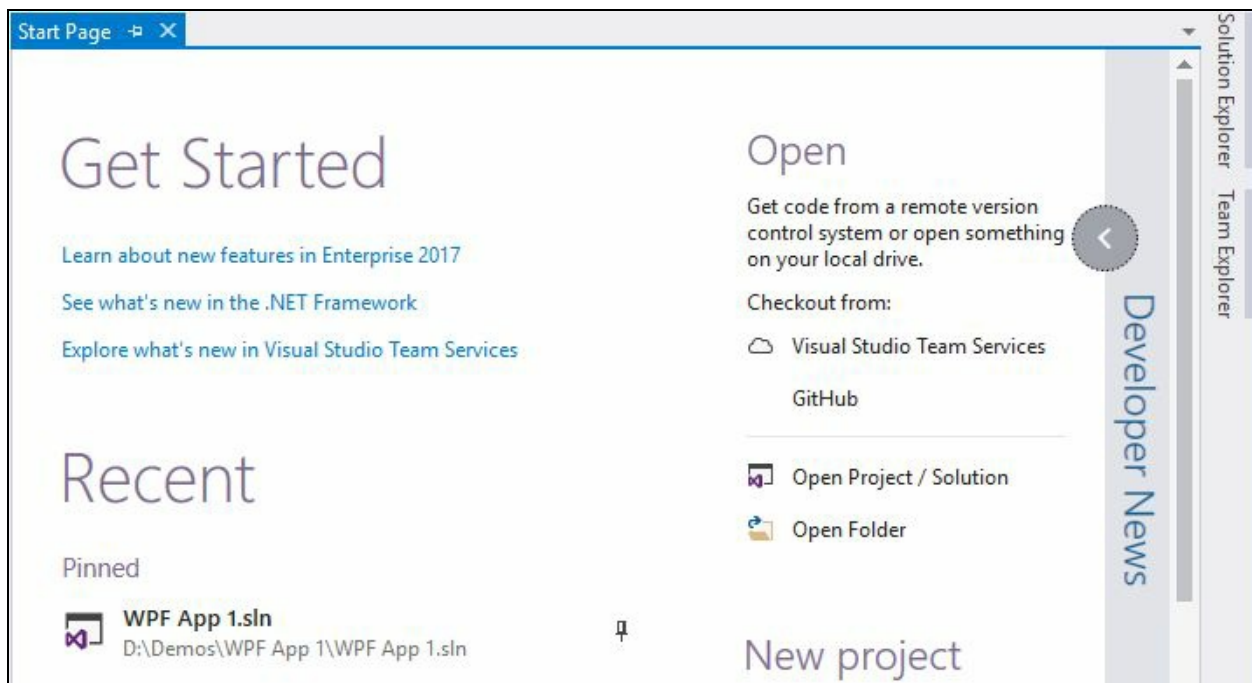 Start Page
Get Started
Learn about new features in Enterprise 2017
See what's new in the .NET Framework
Explore what's new in Visual Studio Team Services
Recent
Pinned
WPF App 1.sln
D:\Demos\WPF App 1\WPF App 1.sln
Open
Get code from a remote version
control system or open something
on your local drive.
Checkout from:
Visual Studio Team Services
GitHub
Open Project / Solution
Open Folder
New project
Developer News
Solution Explorer
Team Explorer